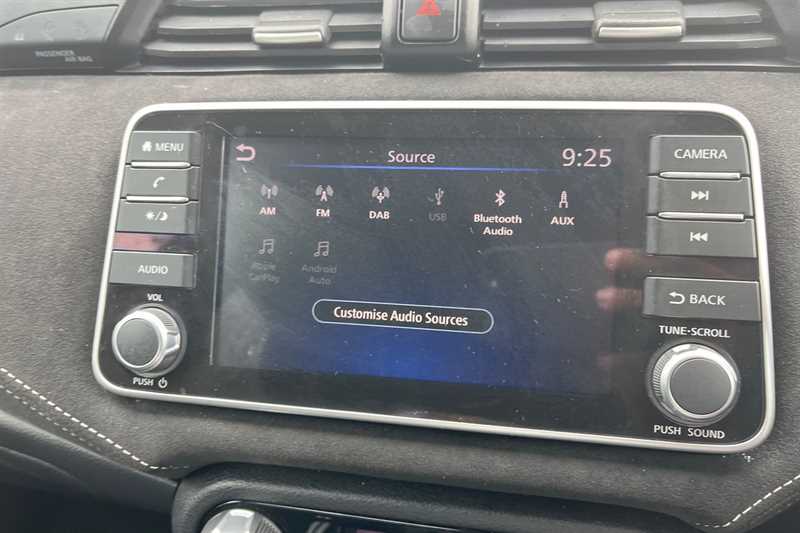 PASSENGER
AIR BAG
MENU
AUDIO
VOL
PUSH
Source
9:25
AM
FM
DAB
USB
Bluetooth
Audio
AUX
Apple
CarPlay
Android
Auto
Customise Audio Sources
CAMERA
BACK
TUNE·SCROLL
PUSH SOUND